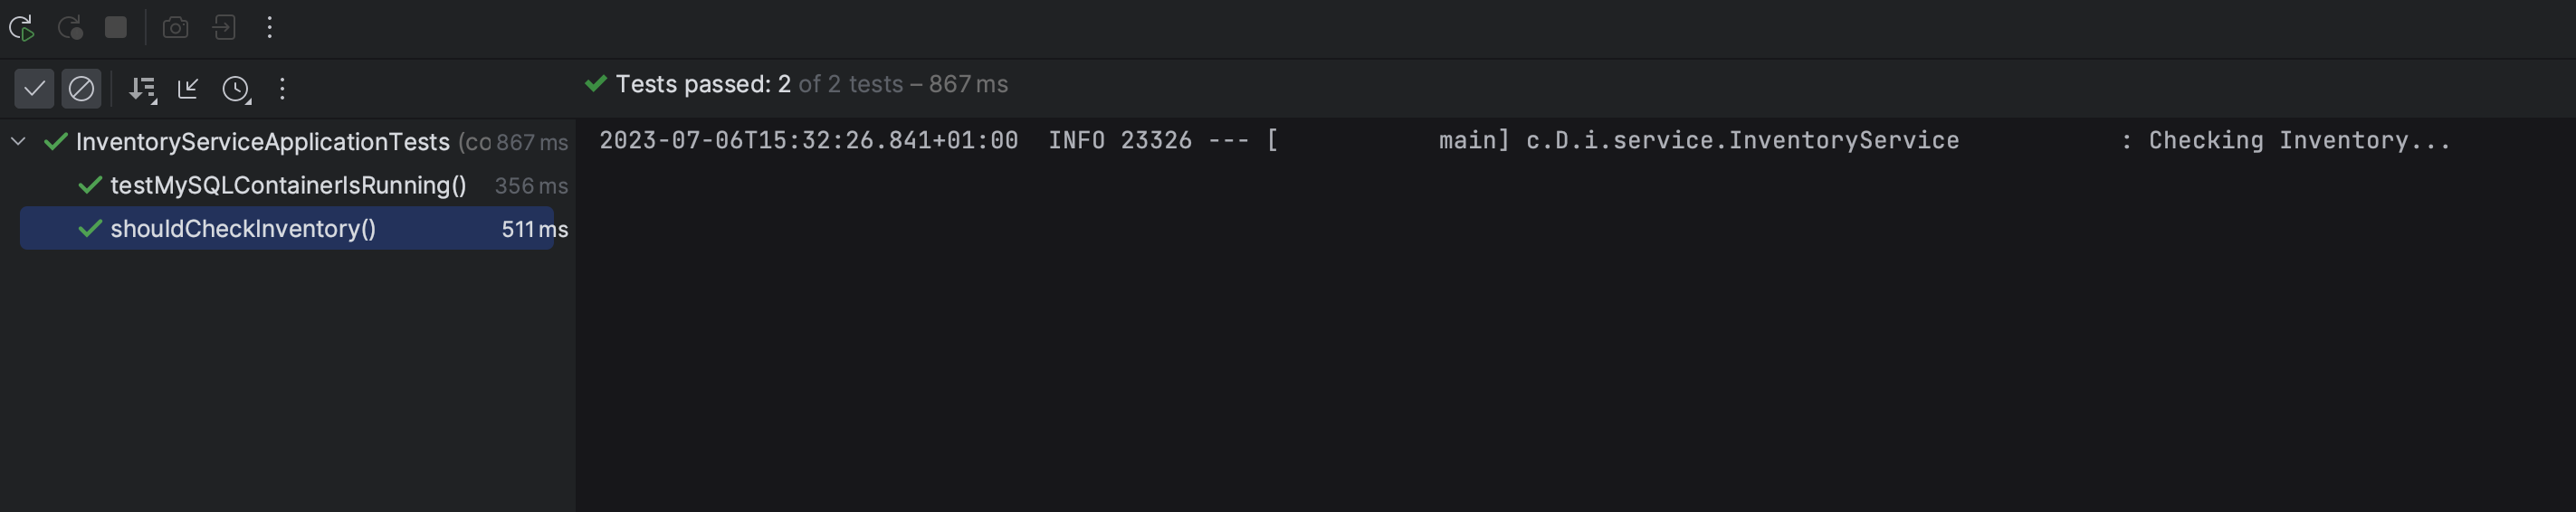 Tests passed: 2 of 2 tests – 867 ms
InventoryServiceApplicationTests (co 867 ms
testMySQLContainerIsRunning() 356 ms
shouldCheckInventory() 511 ms
2023-07-06T15:32:26.841+01:00  INFO 23326 --- [           main] c.D.i.service.InventoryService           : Checking Inventory...